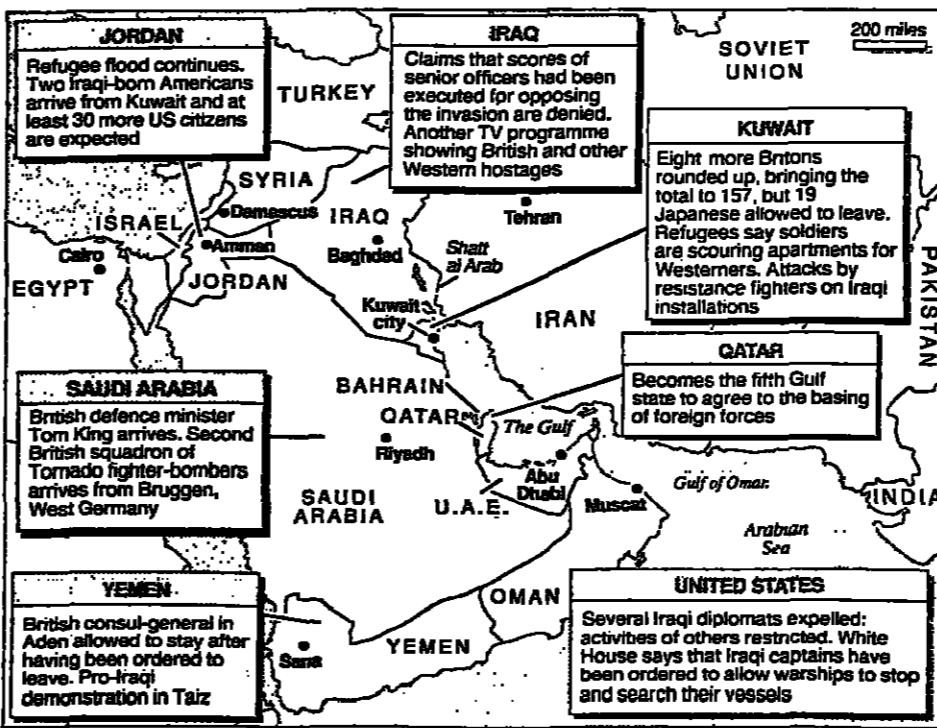 JORDAN
Refugee flood continues.
Two Iraqi-born Americans
arrive from Kuwait and at
least 30 more US citizens
are expected
IRAQ
Claims that scores of
senior officers had been
executed for opposing
the invasion are denied.
Another TV programme
showing British and other
Western hostages
SOVIET
UNION
200 miles
TURKEY
KUWAIT
Eight more Britons
rounded up, bringing the
total to 157, but 19
Japanese allowed to leave.
Refugees say soldiers
are scouring apartments for
Westerners. Attacks by
resistance fighters on Iraqi
installations
SYRIA
Damascus
IRAQ
Tehran
ISRAEL
Amman
Baghdad
Shatt
al Arab
Cairo
EGYPT
JORDAN
PAKISTAN
Kuwait
city
IRAN
QATAR
Becomes the fifth Gulf
state to agree to the basing
of foreign forces
SAUDI ARABIA
British defence minister
Tom King arrives. Second
British squadron of
Tornado fighter-bombers
arrives from Bruggen,
West Germany
BAHRAIN
QATAR
The Gulf
Riyadh
Abu
Dhabi
Gulf of Oman
SAUDI
ARABIA
U.A.E.
Muscat
INDIA
Arabian
Sea
YEMEN
British consul-general in
Aden allowed to stay after
having been ordered to
leave. Pro-Iraqi
demonstration in Taiz
OMAN
Sana
YEMEN
UNITED STATES
Several Iraqi diplomats expelled:
activities of others restricted. White
House says that Iraqi captains have
been ordered to allow warships to stop
and search their vessels